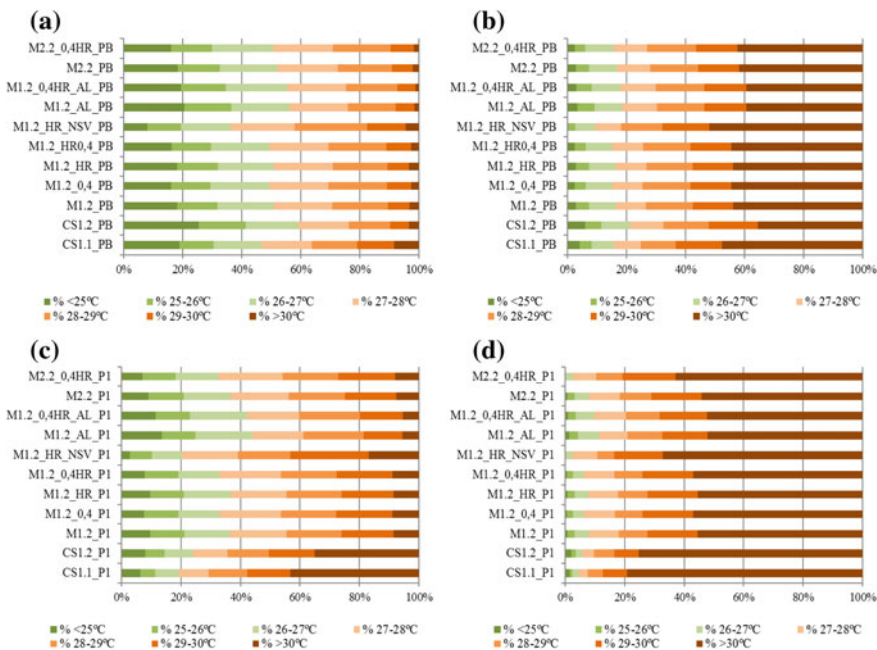 (a)
M2.2_0,4HR_PB
M2.2_PB
M1.2_0,4HR_AL_PB
M1.2_AL_PB
M1.2_HR_NSV_PB
M1.2_HR0,4_PB
M1.2_HR_PB
M1.2_0,4_PB
M1.2_PB
CS1.2_PB
CS1.1_PB
0% 20% 40% 60% 80% 100%
% <25ºC % 25-26ºC % 26-27ºC % 27-28ºC
% 28-29ºC % 29-30ºC % >30ºC
(b)
M2.2_0,4HR_PB
M2.2_PB
M1.2_0,4HR_AL_PB
M1.2_AL_PB
M1.2_HR_NSV_PB
M1.2_HR0,4_PB
M1.2_HR_PB
M1.2_0,4_PB
M1.2_PB
CS1.2_PB
CS1.1_PB
0% 20% 40% 60% 80% 100%
% <25ºC % 25-26ºC % 26-27ºC % 27-28ºC
% 28-29ºC % 29-30ºC % >30ºC
(c)
M2.2_0,4HR_P1
M2.2_P1
M1.2_0,4HR_AL_P1
M1.2_AL_P1
M1.2_HR_NSV_P1
M1.2_0,4HR_P1
M1.2_HR_P1
M1.2_0,4_P1
M1.2_P1
CS1.2_P1
CS1.1_P1
0% 20% 40% 60% 80% 100%
% <25ºC % 25-26ºC % 26-27ºC % 27-28ºC
% 28-29ºC % 29-30ºC % >30ºC
(d)
M2.2_0,4HR_P1
M2.2_P1
M1.2_0,4HR_AL_P1
M1.2_AL_P1
M1.2_HR_NSV_P1
M1.2_0,4HR_P1
M1.2_HR_P1
M1.2_0,4_P1
M1.2_P1
CS1.2_P1
CS1.1_P1
0% 20% 40% 60% 80% 100%
% <25ºC % 25-26ºC % 26-27ºC % 27-28ºC
% 28-29ºC % 29-30ºC % >30ºC